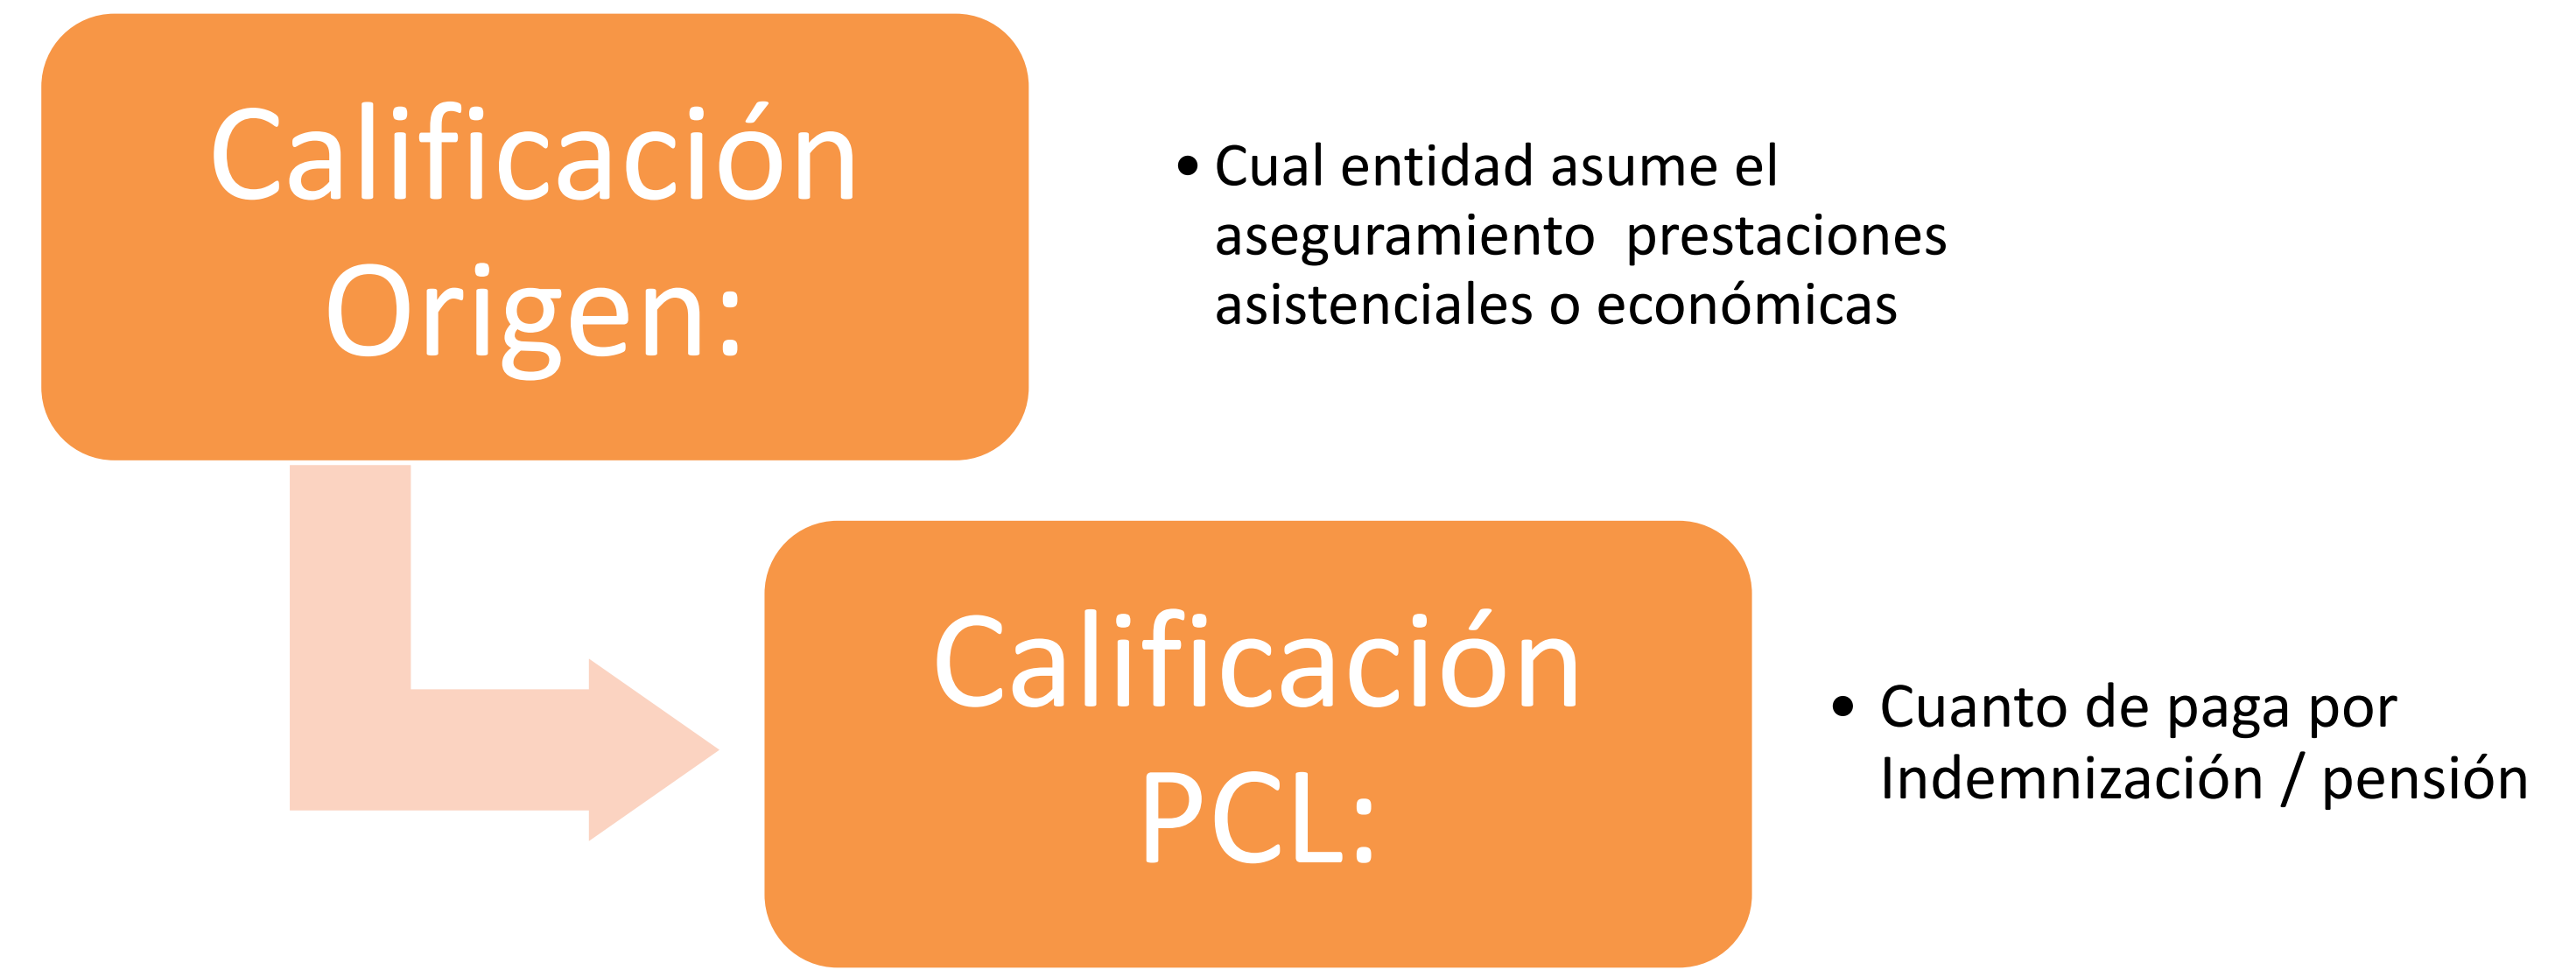 Calificación
Origen:
• Cual entidad asume el
aseguramiento  prestaciones
asistenciales o económicas
Calificación
PCL:
• Cuanto de paga por
Indemnización / pensión